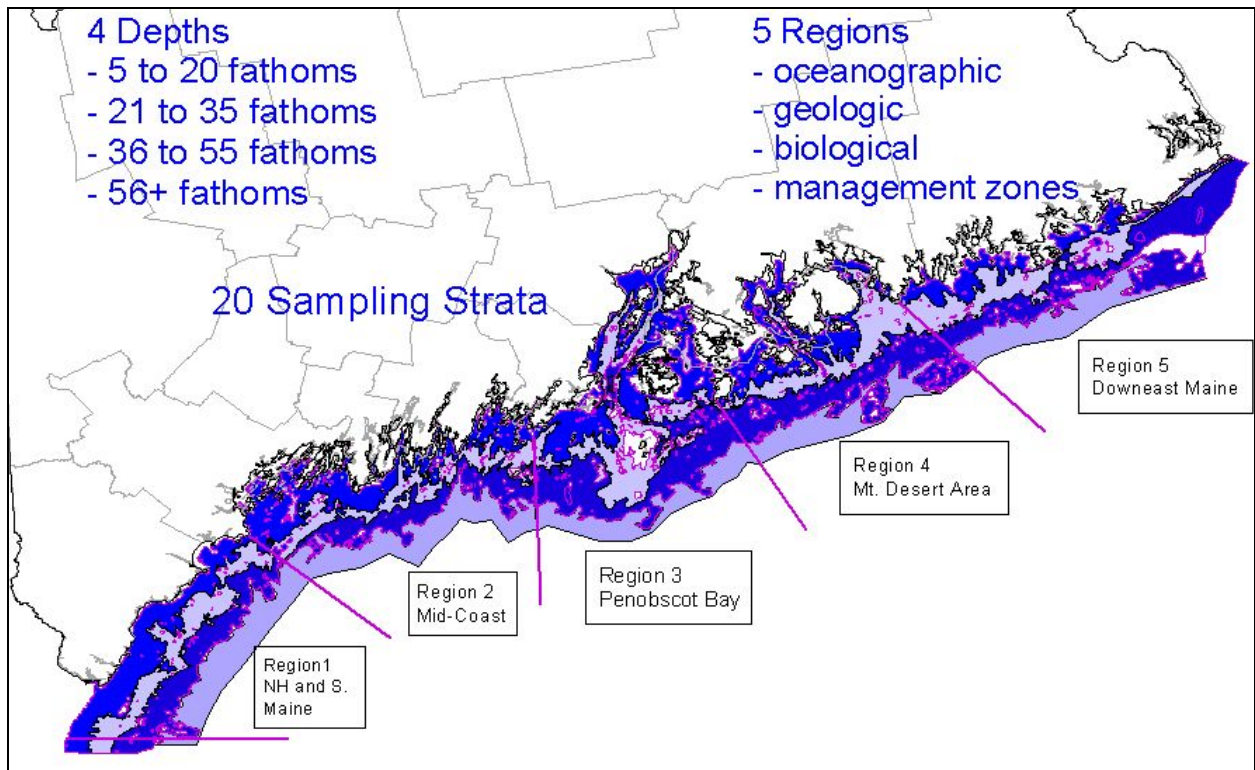 4 Depths
- 5 to 20 fathoms
- 21 to 35 fathoms
- 36 to 55 fathoms
- 56+ fathoms
5 Regions
- oceanographic
- geologic
- biological
- management zones
20 Sampling Strata
Region 5
Downeast Maine
Region 4
Mt. Desert Area
Region 3
Penobscot Bay
Region 2
Mid-Coast
Region1
NH and S.
Maine